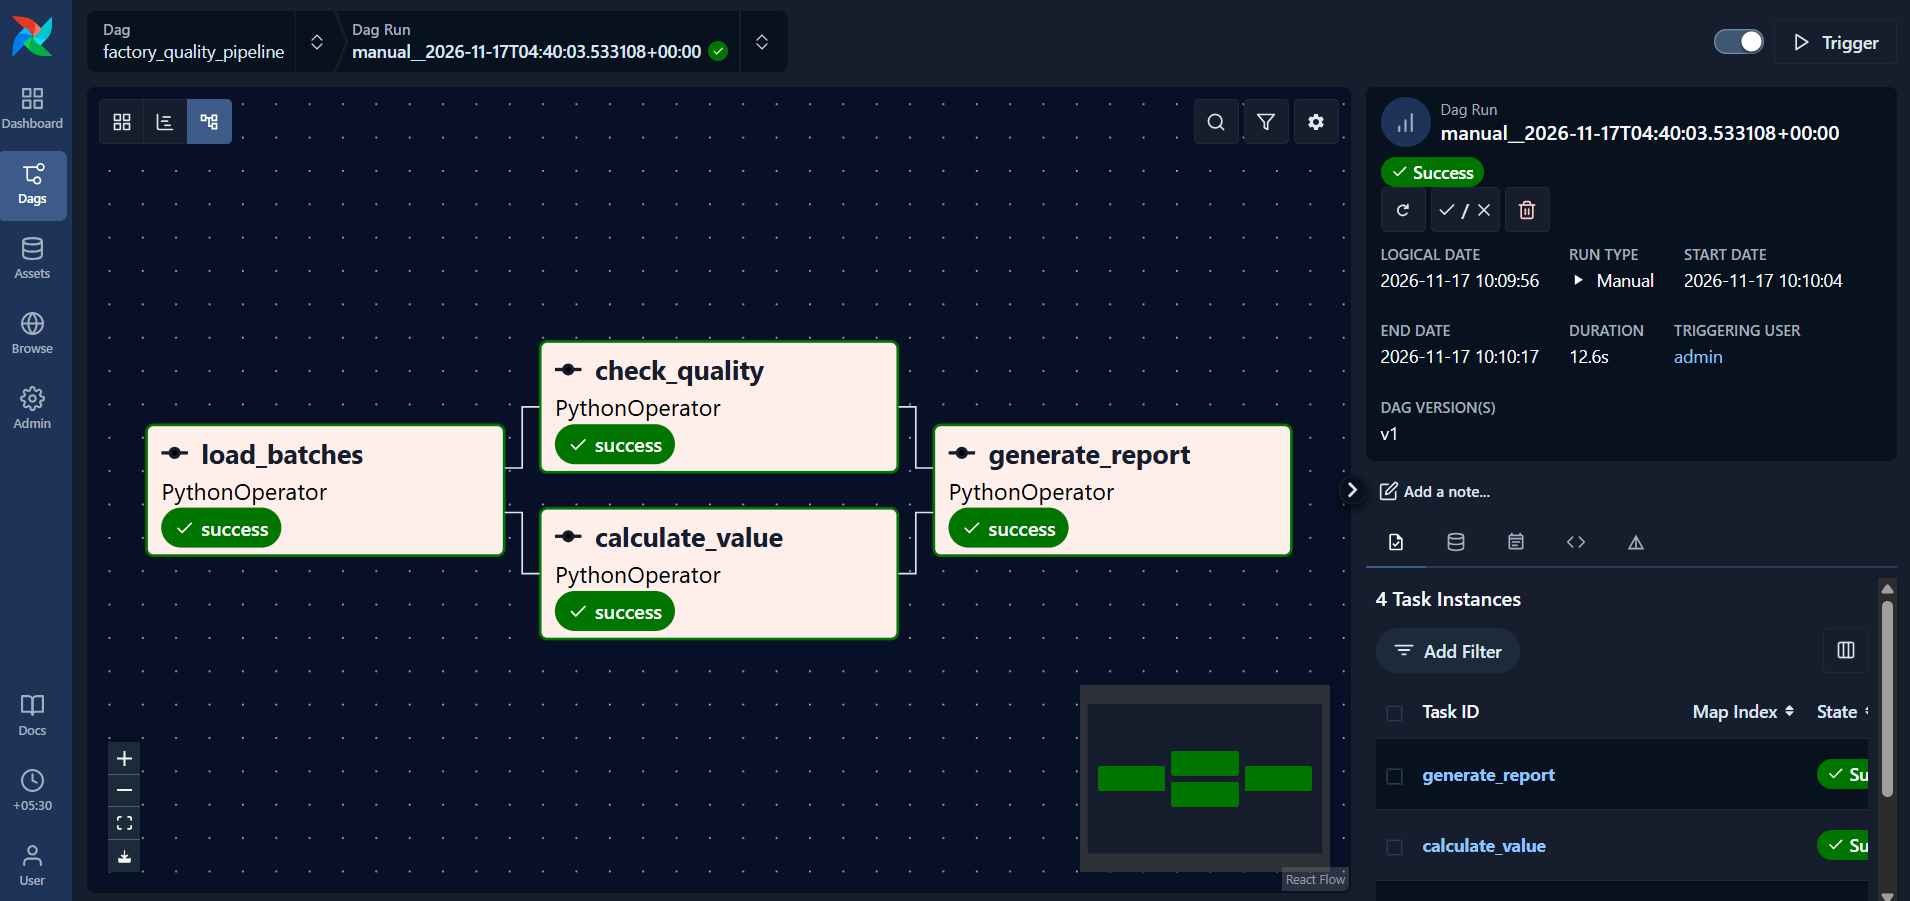 Dag
factory_quality_pipeline
Dag Run
manual__2026-11-17T04:40:03.533108+00:00
Trigger
Dashboard
Dags
Assets
Browse
Admin
Docs
+05:30
User
load_batches
PythonOperator
success
check_quality
PythonOperator
success
calculate_value
PythonOperator
success
generate_report
PythonOperator
success
React Flow
Dag Run
manual__2026-11-17T04:40:03.533108+00:00
Success
/
LOGICAL DATE
2026-11-17 10:09:56
RUN TYPE
Manual
START DATE
2026-11-17 10:10:04
END DATE
2026-11-17 10:10:17
DURATION
12.6s
TRIGGERING USER
admin
DAG VERSION(S)
v1
Add a note...
4 Task Instances
Add Filter
Task ID Map Index State
generate_report Su
calculate_value Su